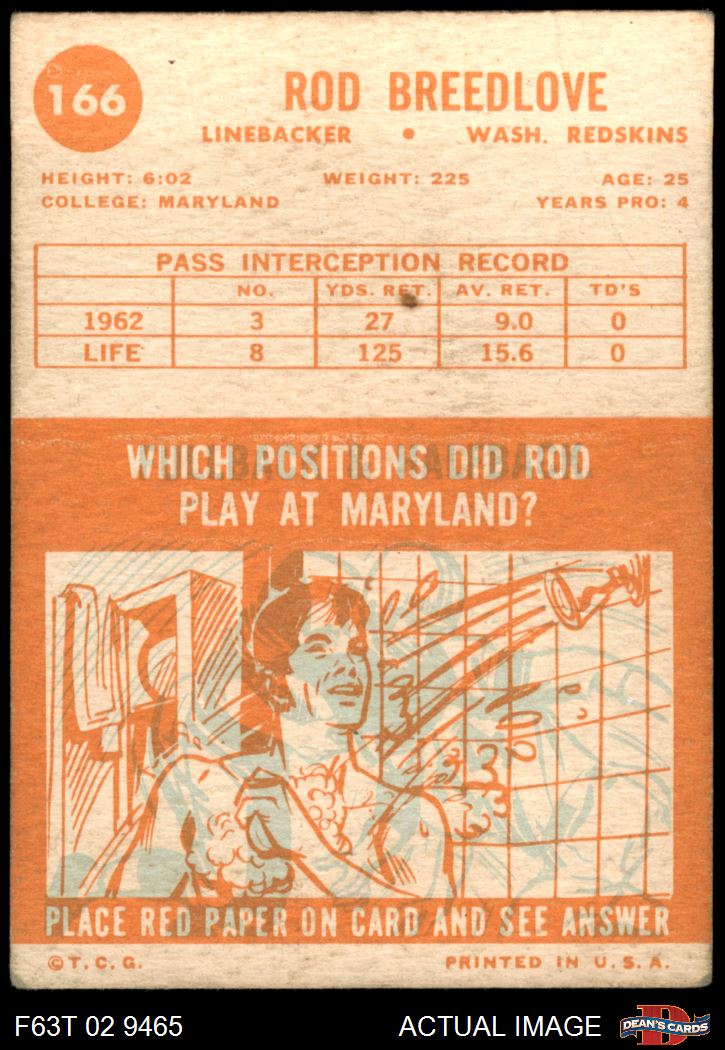 166
ROD BREEDLOVE
LINEBACKER • WASH. REDSKINS
HEIGHT: 6:02 WEIGHT: 225 AGE: 25
COLLEGE: MARYLAND YEARS PRO: 4
PASS INTERCEPTION RECORD
NO. YDS. RET. AV. RET. TD'S
1962 3 27 9.0 0
LIFE 8 125 15.6 0
WHICH POSITIONS DID ROD
PLAY AT MARYLAND?
PLACE RED PAPER ON CARD AND SEE ANSWER
© T. C. G. PRINTED IN U. S. A.
F63T 02 9465 ACTUAL IMAGE DEAN'S CARDS